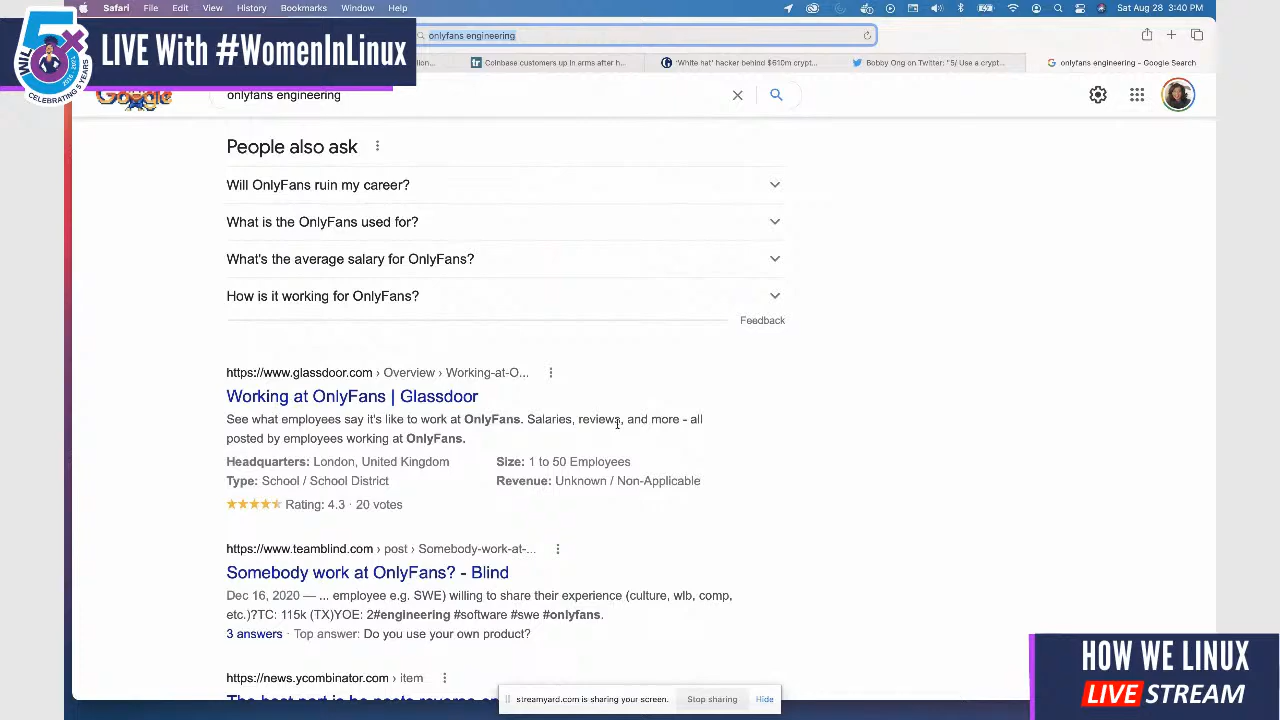 Safari File Edit View History Bookmarks Window Help Sat Aug 28 3:40 PM
5x
WIL
CELEBRATING 5 YEARS
LIVE With #WomenInLinux
onlyfans engineering
Coinbase customers up in arms after h...
'White hat' hacker behind $610m crypt...
Bobby Ong on Twitter: "5/ Use a crypt...
onlyfans engineering - Google Search
Google
onlyfans engineering
People also ask
Will OnlyFans ruin my career?
What is the OnlyFans used for?
What's the average salary for OnlyFans?
How is it working for OnlyFans?
Feedback
https://www.glassdoor.com › Overview › Working-at-O...
Working at OnlyFans | Glassdoor
See what employees say it's like to work at OnlyFans. Salaries, reviews, and more - all
posted by employees working at OnlyFans.
Headquarters: London, United Kingdom Size: 1 to 50 Employees
Type: School / School District Revenue: Unknown / Non-Applicable
Rating: 4.3 · 20 votes
https://www.teamblind.com › post › Somebody-work-at-...
Somebody work at OnlyFans? - Blind
Dec 16, 2020 — ... employee e.g. SWE) willing to share their experience (culture, wlb, comp,
etc.)?TC: 115k (TX)YOE: 2#engineering #software #swe #onlyfans.
3 answers · Top answer: Do you use your own product?
https://news.ycombinator.com › item
The best part is he posts
streamyard.com is sharing your screen. Stop sharing Hide
HOW WE LINUX
LIVE STREAM